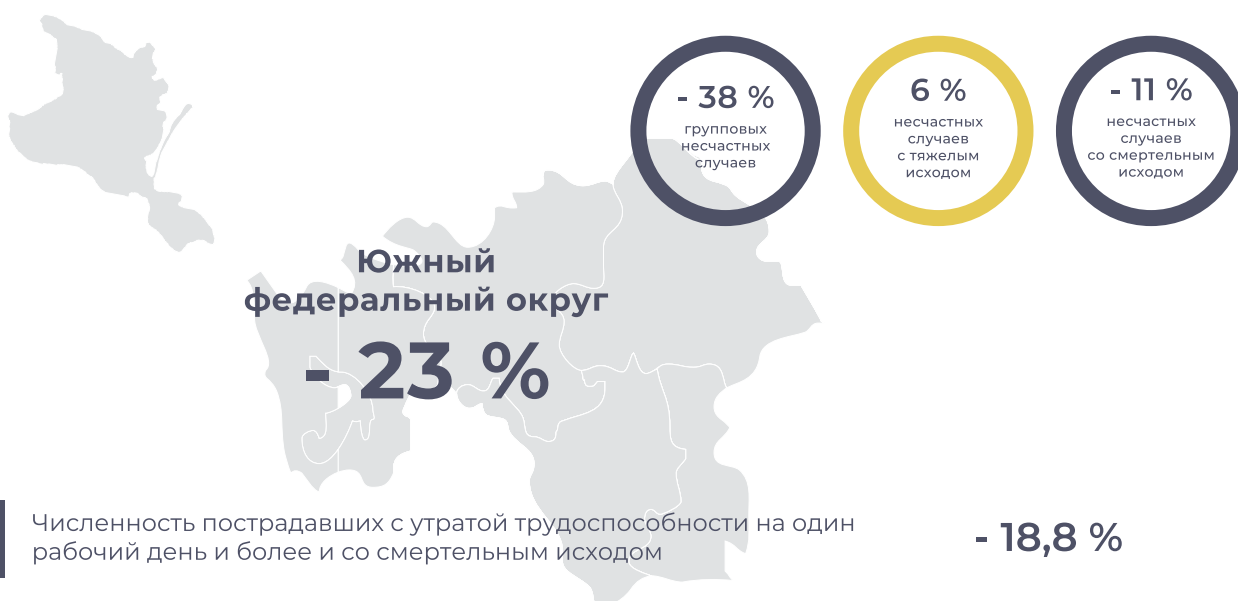 - 38 %
групповых
несчастных
случаев
6 %
несчастных
случаев
с тяжелым
исходом
- 11 %
несчастных
случаев
со смертельным
исходом
Южный
федеральный округ
- 23 %
Численность пострадавших с утратой трудоспособности на один
рабочий день и более и со смертельным исходом
- 18,8 %